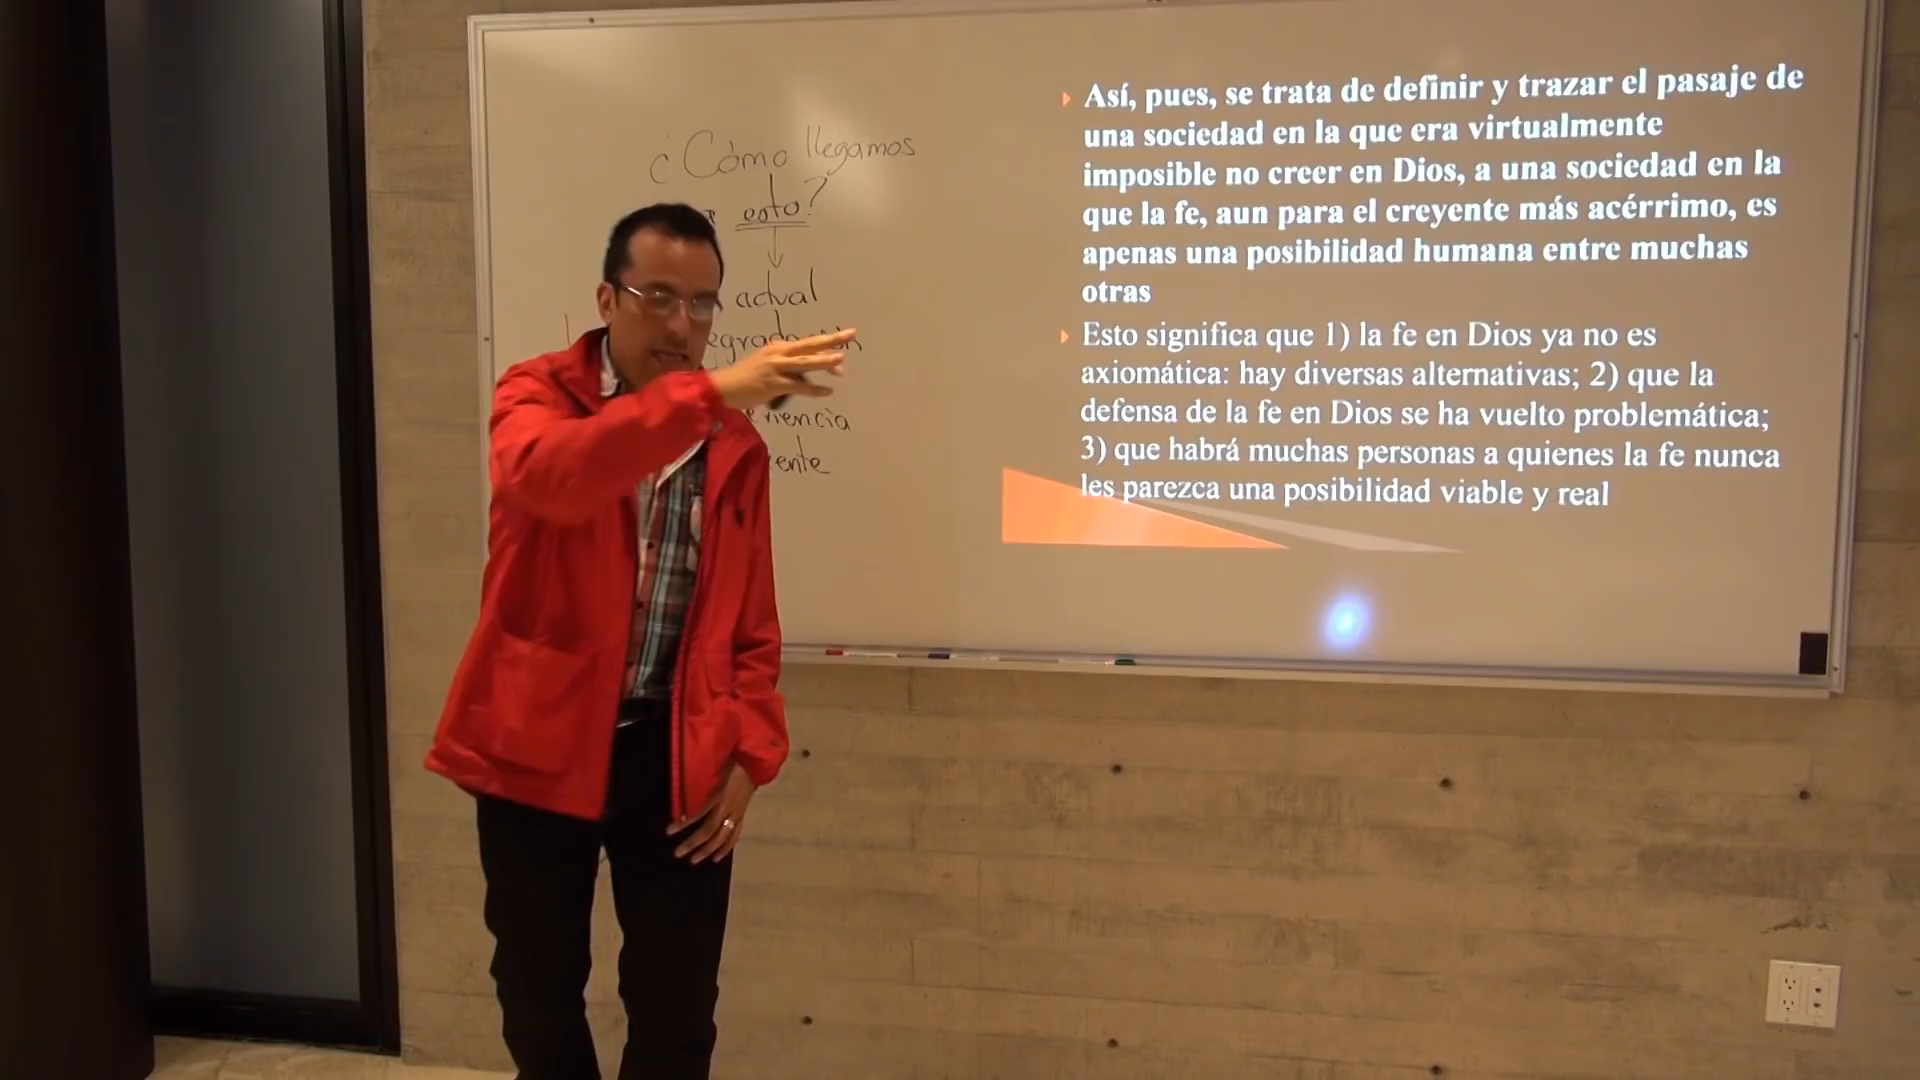 ¿Cómo llegamos
esto?
actual
Así, pues, se trata de definir y trazar el pasaje de
una sociedad en la que era virtualmente
imposible no creer en Dios, a una sociedad en la
que la fe, aun para el creyente más acérrimo, es
apenas una posibilidad humana entre muchas
otras
Esto significa que 1) la fe en Dios ya no es
axiomática: hay diversas alternativas; 2) que la
defensa de la fe en Dios se ha vuelto problemática;
3) que habrá muchas personas a quienes la fe nunca
les parezca una posibilidad viable y real